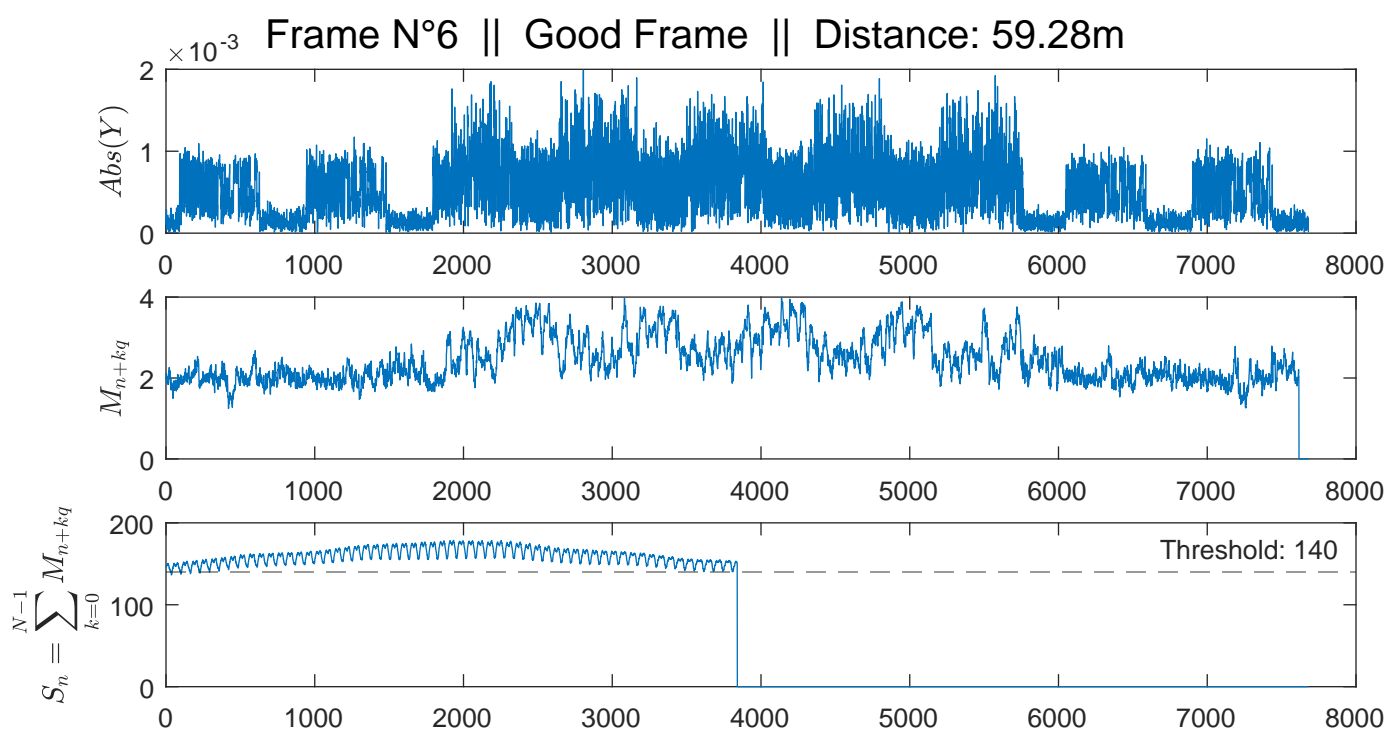 Frame N°6 || Good Frame || Distance: 59.28m
×10^-3
Abs(Y)
2
1
0
0 1000 2000 3000 4000 5000 6000 7000 8000
M_{n+kq}
4
2
0
0 1000 2000 3000 4000 5000 6000 7000 8000
S_n = \sum_{k=0}^{N-1} M_{n+kq}
200
100
0
Threshold: 140
0 1000 2000 3000 4000 5000 6000 7000 8000